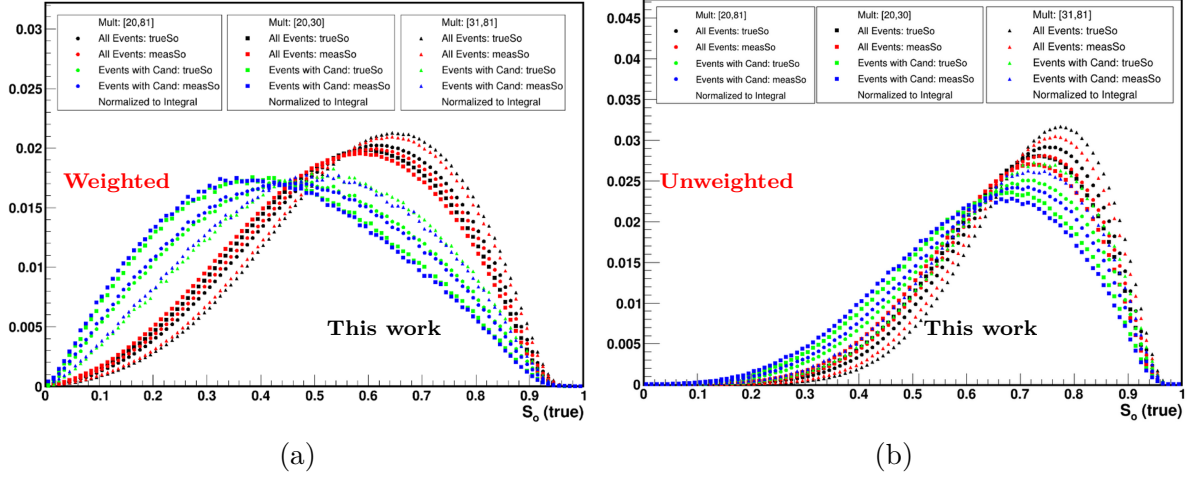 0.03
0.025
0.02
0.015
0.01
0.005
0
Mult: [20,81]
All Events: trueSo
All Events: measSo
Events with Cand: trueSo
Events with Cand: measSo
Normalized to Integral
Mult: [20,30]
All Events: trueSo
All Events: measSo
Events with Cand: trueSo
Events with Cand: measSo
Normalized to Integral
Mult: [31,81]
All Events: trueSo
All Events: measSo
Events with Cand: trueSo
Events with Cand: measSo
Normalized to Integral
Weighted
This work
0 0.1 0.2 0.3 0.4 0.5 0.6 0.7 0.8 0.9 1
So (true)
(a)
0.045
0.04
0.035
0.03
0.025
0.02
0.015
0.01
0.005
0
Mult: [20,81]
All Events: trueSo
All Events: measSo
Events with Cand: trueSo
Events with Cand: measSo
Normalized to Integral
Mult: [20,30]
All Events: trueSo
All Events: measSo
Events with Cand: trueSo
Events with Cand: measSo
Normalized to Integral
Mult: [31,81]
All Events: trueSo
All Events: measSo
Events with Cand: trueSo
Events with Cand: measSo
Normalized to Integral
Unweighted
This work
0 0.1 0.2 0.3 0.4 0.5 0.6 0.7 0.8 0.9 1
So (true)
(b)